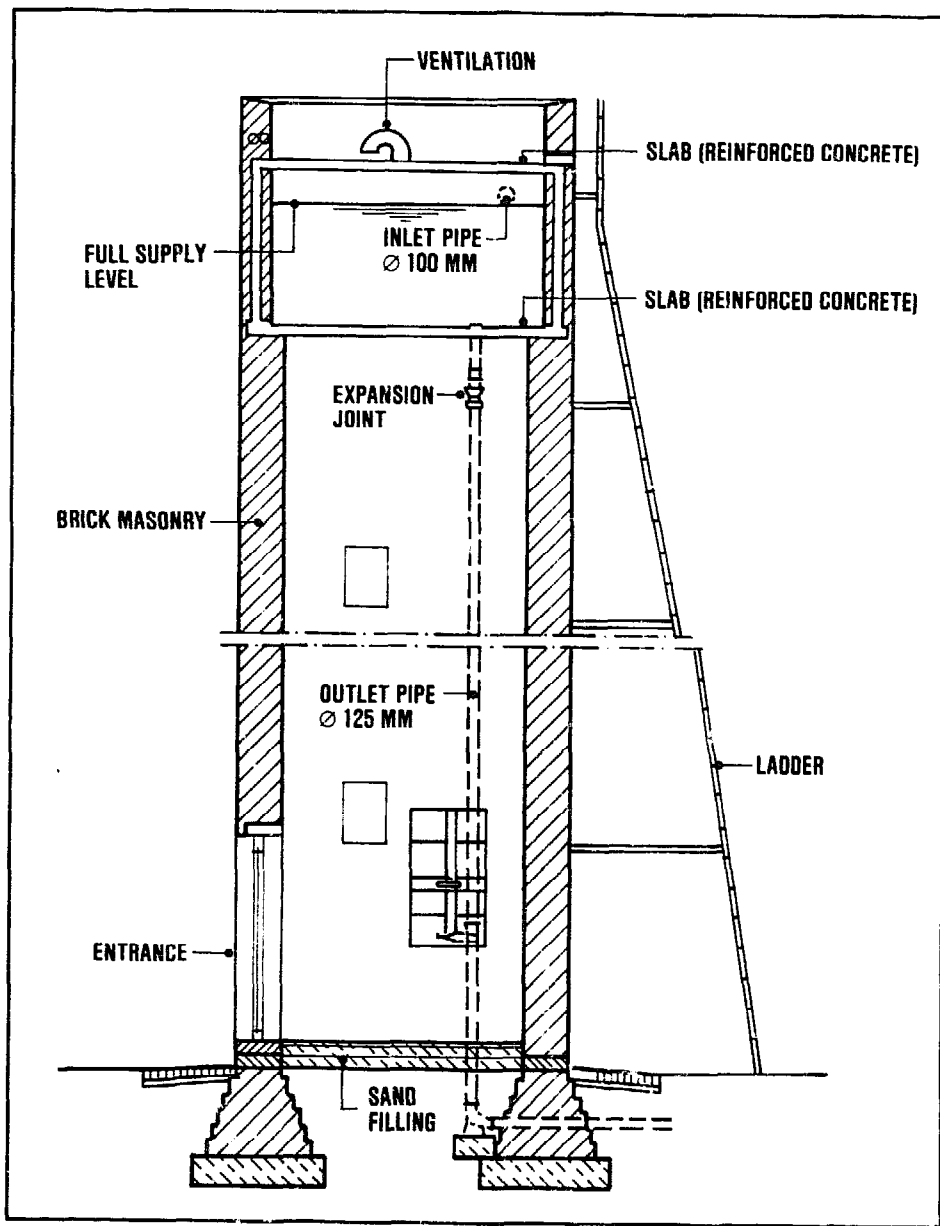 VENTILATION
SLAB (REINFORCED CONCRETE)
INLET PIPE
∅ 100 MM
FULL SUPPLY
LEVEL
SLAB (REINFORCED CONCRETE)
EXPANSION
JOINT
BRICK MASONRY
OUTLET PIPE
∅ 125 MM
LADDER
ENTRANCE
SAND
FILLING